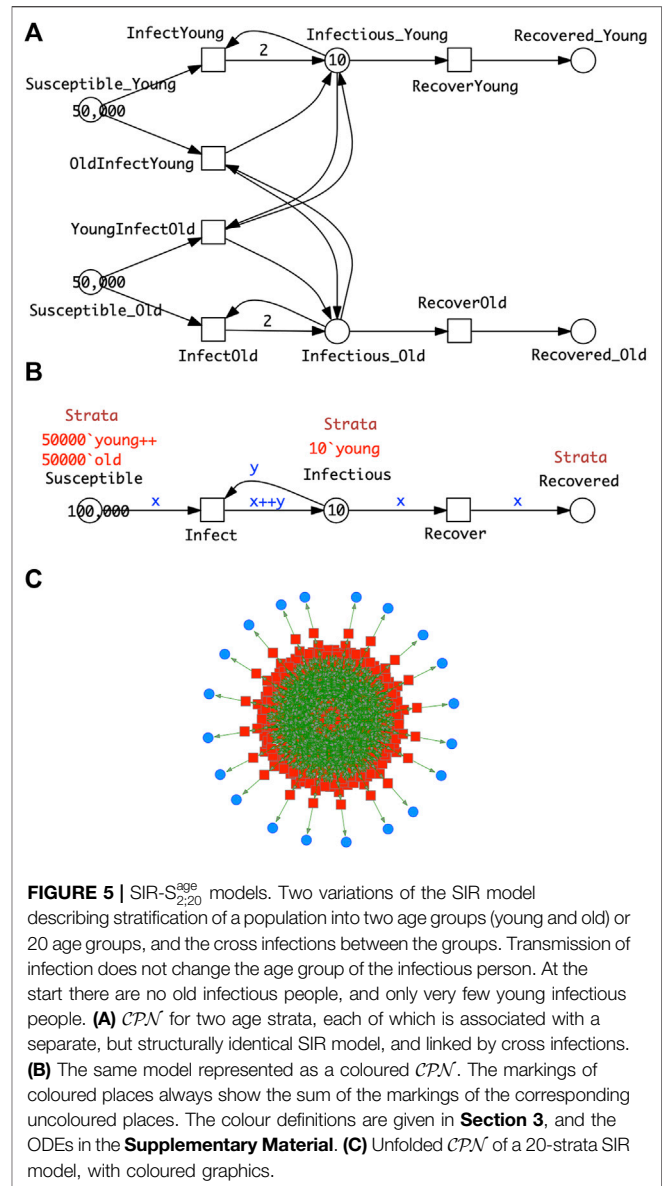 A
InfectYoung
Infectious_Young
Recovered_Young
2
10
Susceptible_Young
RecoverYoung
50,000
OldInfectYoung
YoungInfectOld
50,000
Susceptible_Old
RecoverOld
2
InfectOld
Infectious_Old
Recovered_Old
B
Strata
50000`young++
50000`old
Susceptible
100,000
x
Infect
y
x++y
Strata
10`young
Infectious
10
x
Recover
x
Strata
Recovered
C
FIGURE 5 | SIR-S^age_2;20 models. Two variations of the SIR model
describing stratification of a population into two age groups (young and old) or
20 age groups, and the cross infections between the groups. Transmission of
infection does not change the age group of the infectious person. At the
start there are no old infectious people, and only very few young infectious
people. (A) CPN for two age strata, each of which is associated with a
separate, but structurally identical SIR model, and linked by cross infections.
(B) The same model represented as a coloured CPN. The markings of
coloured places always show the sum of the markings of the corresponding
uncoloured places. The colour definitions are given in Section 3, and the
ODEs in the Supplementary Material. (C) Unfolded CPN of a 20-strata SIR
model, with coloured graphics.